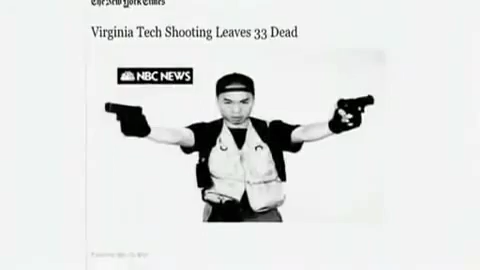 The New York Times
Virginia Tech Shooting Leaves 33 Dead
NBC NEWS